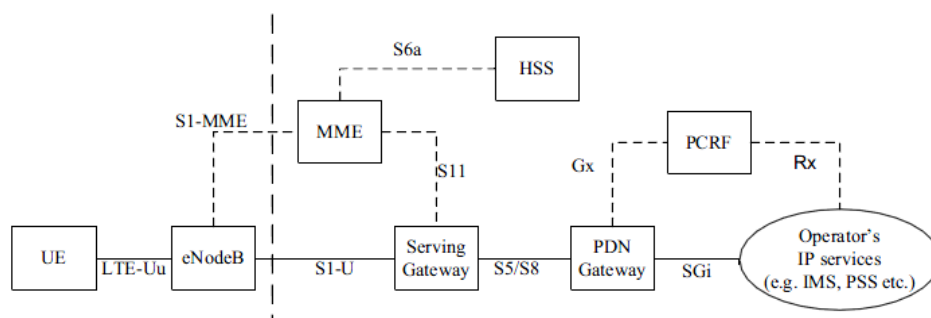 S6a
HSS
S1-MME
MME
PCRF
Gx
Rx
S11
UE
LTE-Uu
eNodeB
S1-U
Serving
Gateway
S5/S8
PDN
Gateway
SGi
Operator's
IP services
(e.g. IMS, PSS etc.)